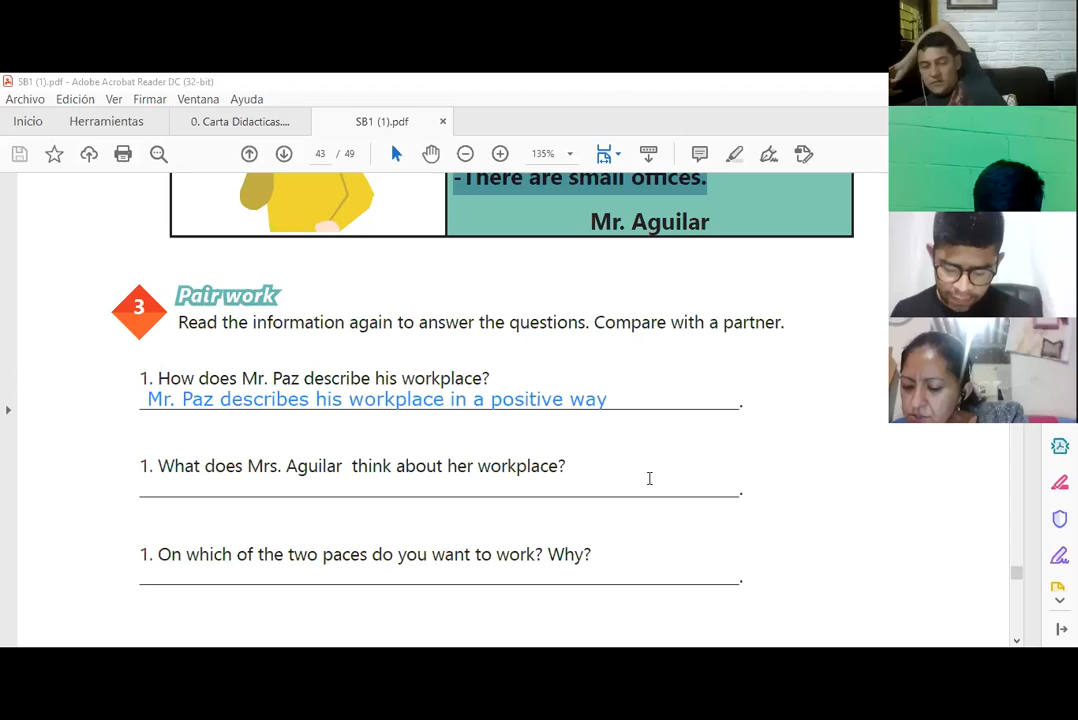 SB1 (1).pdf - Adobe Acrobat Reader DC (32-bit)
Archivo Edición Ver Firmar Ventana Ayuda
Inicio Herramientas 0. Carta Didacticas.... SB1 (1).pdf ×
43 / 49 135%
-There are small offices.
Mr. Aguilar
3 Pair work
Read the information again to answer the questions. Compare with a partner.
1. How does Mr. Paz describe his workplace?
Mr. Paz describes his workplace in a positive way
1. What does Mrs. Aguilar think about her workplace?
1. On which of the two paces do you want to work? Why?